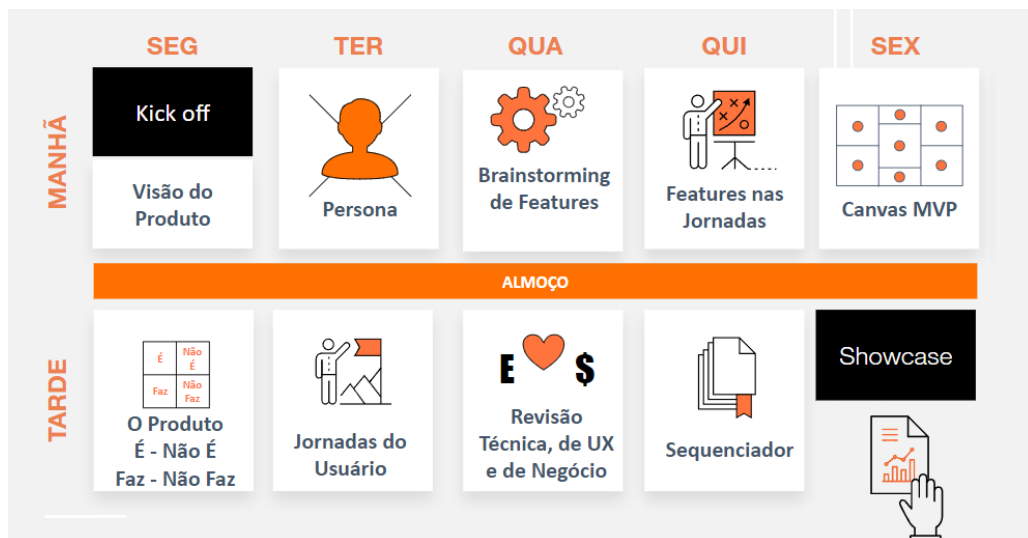 SEG
TER
QUA
QUI
SEX
MANHÃ
Kick off
Visão do
Produto
Persona
Brainstorming
de Features
Features nas
Jornadas
Canvas MVP
ALMOÇO
TARDE
É
Não
É
Faz
Não
Faz
O Produto
É - Não É
Faz - Não Faz
Jornadas do
Usuário
E $
Revisão
Técnica, de UX
e de Negócio
Sequenciador
Showcase